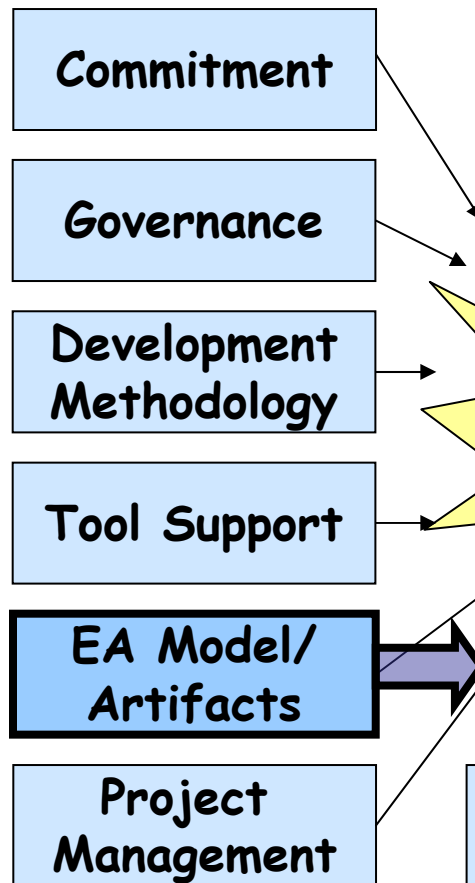 Commitment
Governance
Development
Methodology
Tool Support
EA Model/
Artifacts
Project
Management